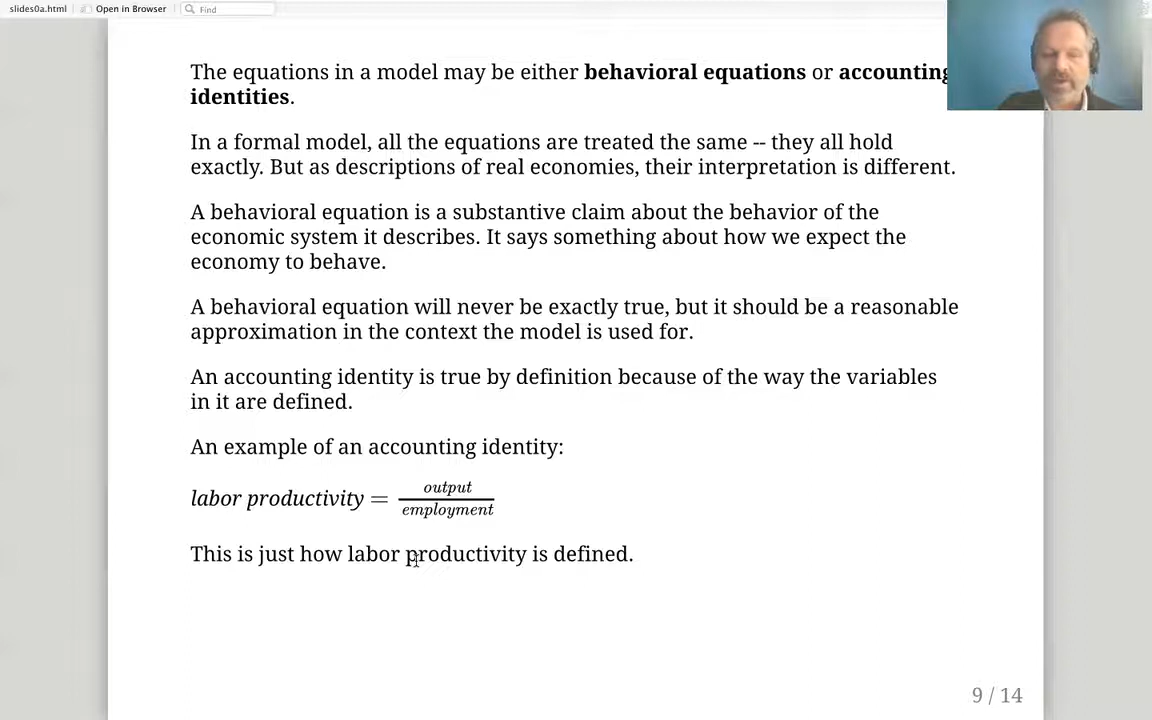 slides0a.html Open in Browser Find
The equations in a model may be either behavioral equations or accounting
identities.
In a formal model, all the equations are treated the same -- they all hold
exactly. But as descriptions of real economies, their interpretation is different.
A behavioral equation is a substantive claim about the behavior of the
economic system it describes. It says something about how we expect the
economy to behave.
A behavioral equation will never be exactly true, but it should be a reasonable
approximation in the context the model is used for.
An accounting identity is true by definition because of the way the variables
in it are defined.
An example of an accounting identity:
labor productivity = output / employment
This is just how labor productivity is defined.
9 / 14